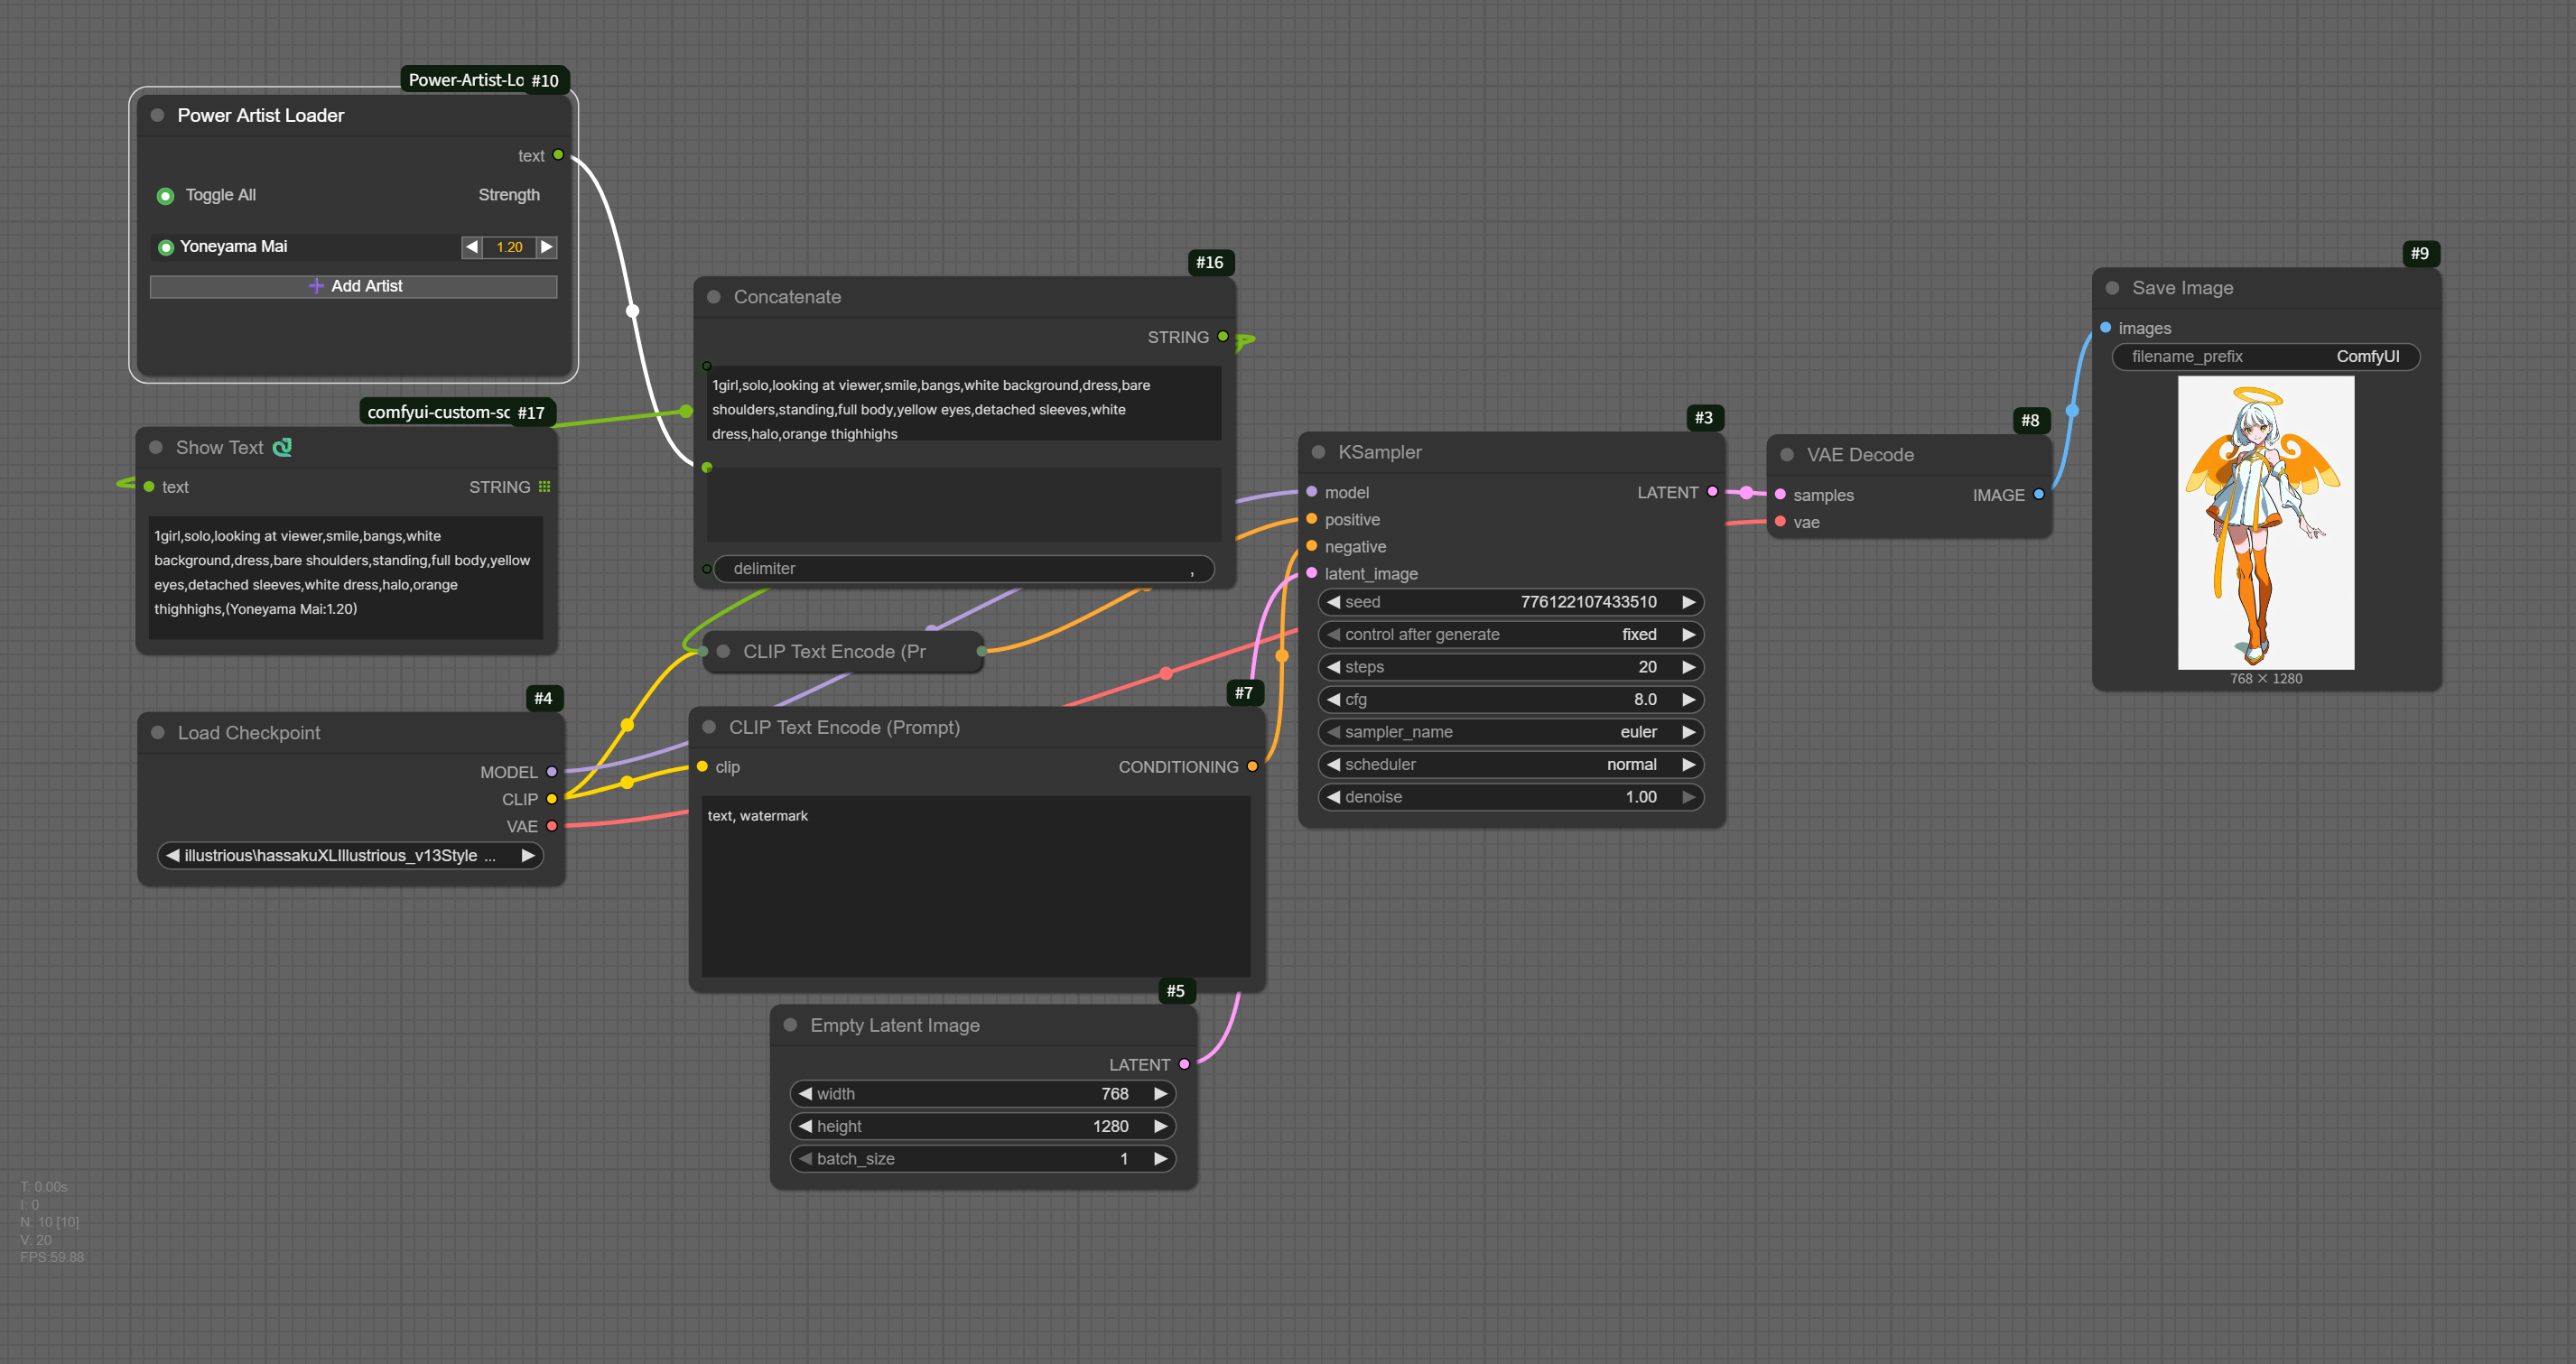 Power-Artist-Lo #10
Power Artist Loader
text
Toggle All Strength
Yoneyama Mai 1.20
Add Artist
comfyui-custom-sc #17
Show Text
text STRING
1girl,solo,looking at viewer,smile,bangs,white
background,dress,bare shoulders,standing,full body,yellow
eyes,detached sleeves,white dress,halo,orange
thighhighs,(Yoneyama Mai:1.20)
#4
Load Checkpoint
MODEL
CLIP
VAE
illustrious\hassakuXLIllustrious_v13Style ...
#16
Concatenate
STRING
1girl,solo,looking at viewer,smile,bangs,white background,dress,bare
shoulders,standing,full body,yellow eyes,detached sleeves,white
dress,halo,orange thighhighs
delimiter ,
CLIP Text Encode (Pr
#7
CLIP Text Encode (Prompt)
clip CONDITIONING
text, watermark
#5
Empty Latent Image
LATENT
width 768
height 1280
batch_size 1
#3
KSampler
model LATENT
positive
negative
latent_image
seed 776122107433510
control after generate fixed
steps 20
cfg 8.0
sampler_name euler
scheduler normal
denoise 1.00
#8
VAE Decode
samples IMAGE
vae
#9
Save Image
images
filename_prefix ComfyUI
768 × 1280
T: 0.00s
I: 0
N: 10 [10]
V: 20
FPS:59.88